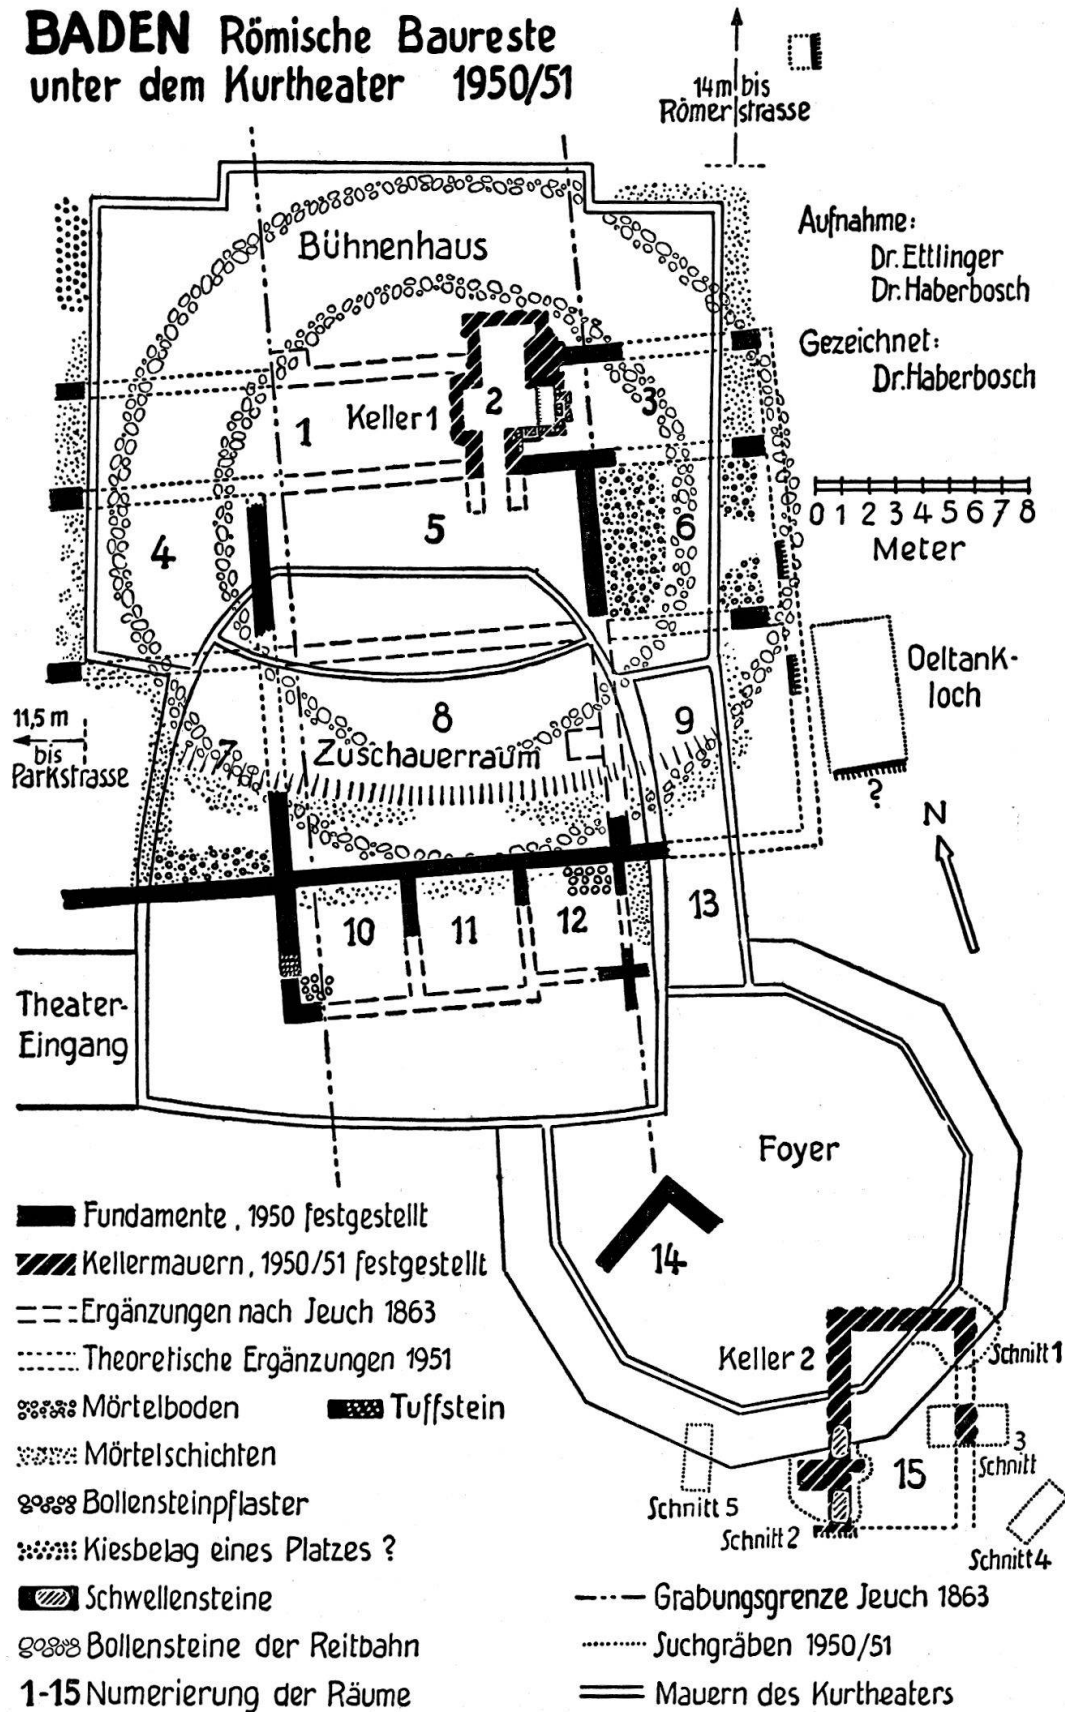 BADEN Römische Baureste
unter dem Kurtheater 1950/51
14m bis
Römerstrasse
Aufnahme:
Dr. Ettlinger
Dr. Haberbosch
Gezeichnet:
Dr. Haberbosch
Bühnenhaus
1
Keller 1
2
3
4
5
6
0 1 2 3 4 5 6 7 8
Meter
Oeltank-
loch
?
11,5 m
bis
Parkstrasse
7
8
9
Zuschauerraum
N
10
11
12
13
Theater-
Eingang
Foyer
14
Keller 2
15
Schnitt 1
3
Schnitt
Schnitt 5
Schnitt 2
Schnitt 4
Fundamente, 1950 festgestellt
Kellermauern, 1950/51 festgestellt
Ergänzungen nach Jeuch 1863
Theoretische Ergänzungen 1951
Mörtelboden
Tuffstein
Mörtelschichten
Bollensteinpflaster
Kiesbelag eines Platzes ?
Schwellensteine
Bollensteine der Reitbahn
1-15 Numerierung der Räume
Grabungsgrenze Jeuch 1863
Suchgräben 1950/51
Mauern des Kurtheaters